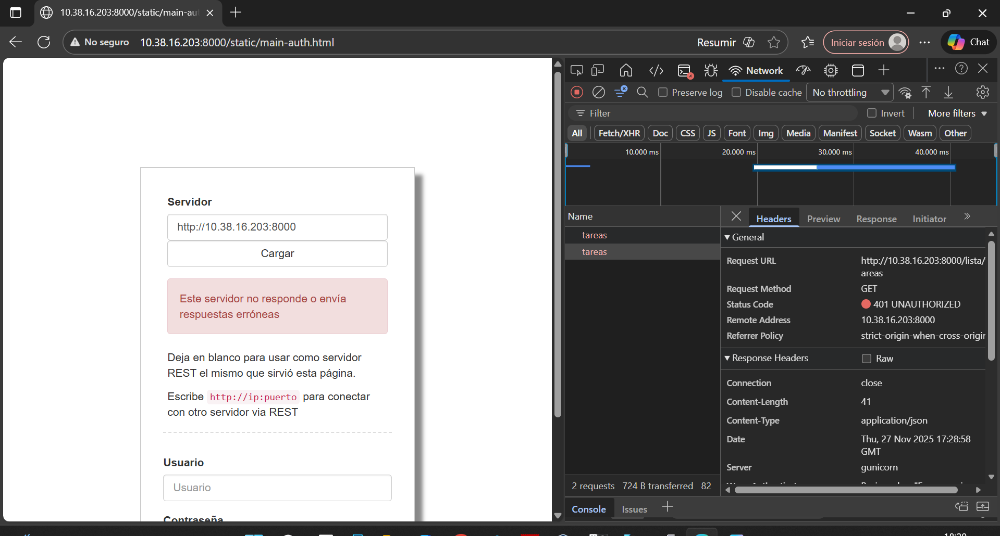 10.38.16.203:8000/static/main-au
No seguro
10.38.16.203:8000/static/main-auth.html
Resumir
Iniciar sesión
Chat
Servidor
http://10.38.16.203:8000
Cargar
Este servidor no responde o envía
respuestas erróneas
Deja en blanco para usar como servidor
REST el mismo que sirvió esta página.
Escribe http://ip:puerto para conectar
con otro servidor via REST
Usuario
Usuario
Contraseña
Network
Preserve log
Disable cache
No throttling
Filter
Invert
More filters
All
Fetch/XHR
Doc
CSS
JS
Font
Img
Media
Manifest
Socket
Wasm
Other
10,000 ms
20,000 ms
30,000 ms
40,000 ms
Name
tareas
tareas
2 requests
724 B transferred
82
Headers
Preview
Response
Initiator
General
Request URL
http://10.38.16.203:8000/lista/
areas
Request Method
GET
Status Code
401 UNAUTHORIZED
Remote Address
10.38.16.203:8000
Referrer Policy
strict-origin-when-cross-origin
Response Headers
Raw
Connection
close
Content-Length
41
Content-Type
application/json
Date
Thu, 27 Nov 2025 17:28:58
GMT
Server
gunicorn
Console
Issues